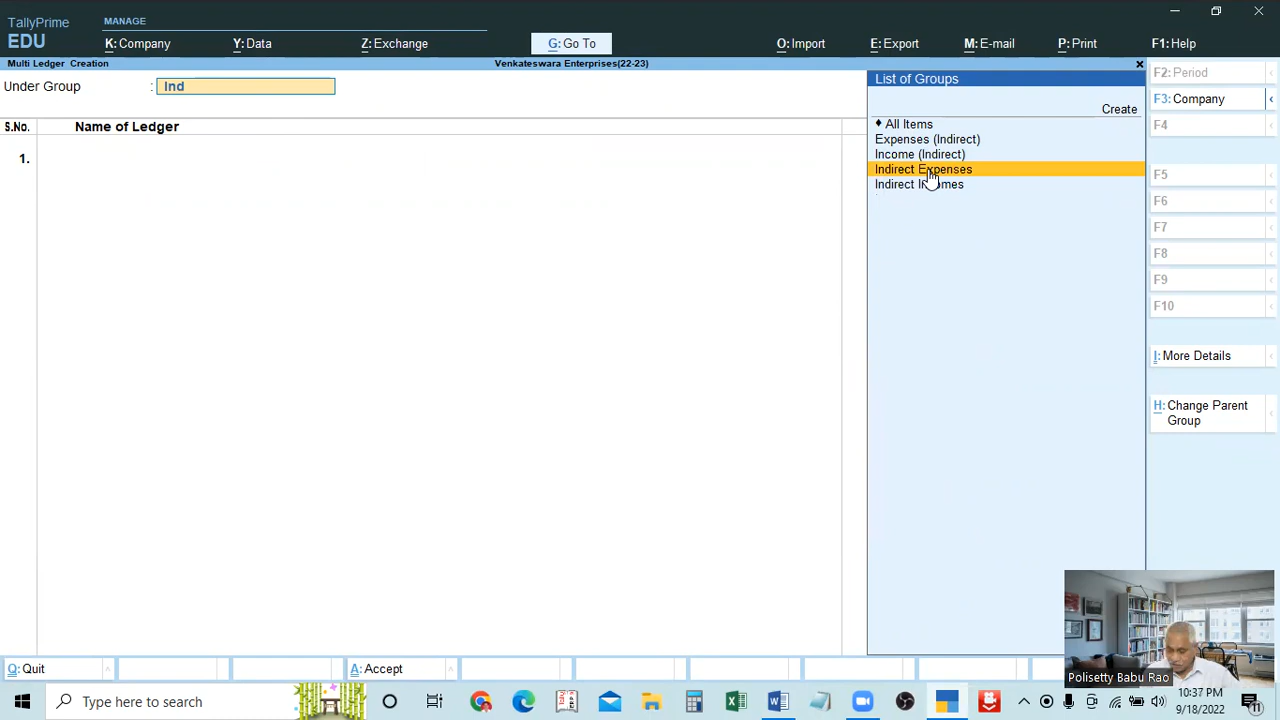 TallyPrime
EDU
MANAGE
K:Company
Y:Data
Z:Exchange
G:Go To
O:Import
E:Export
M:E-mail
P:Print
F1:Help
Multi Ledger Creation
Venkateswara Enterprises(22-23)
Under Group : Ind
S.No. Name of Ledger
1.
List of Groups
Create
♦ All Items
Expenses (Indirect)
Income (Indirect)
Indirect Expenses
Indirect Incomes
F2: Period
F3: Company
F4
F5
F6
F7
F8
F9
F10
I: More Details
H: Change Parent
Group
Q: Quit
A: Accept
Polisetty Babu Rao
Type here to search
10:37 PM
9/18/2022